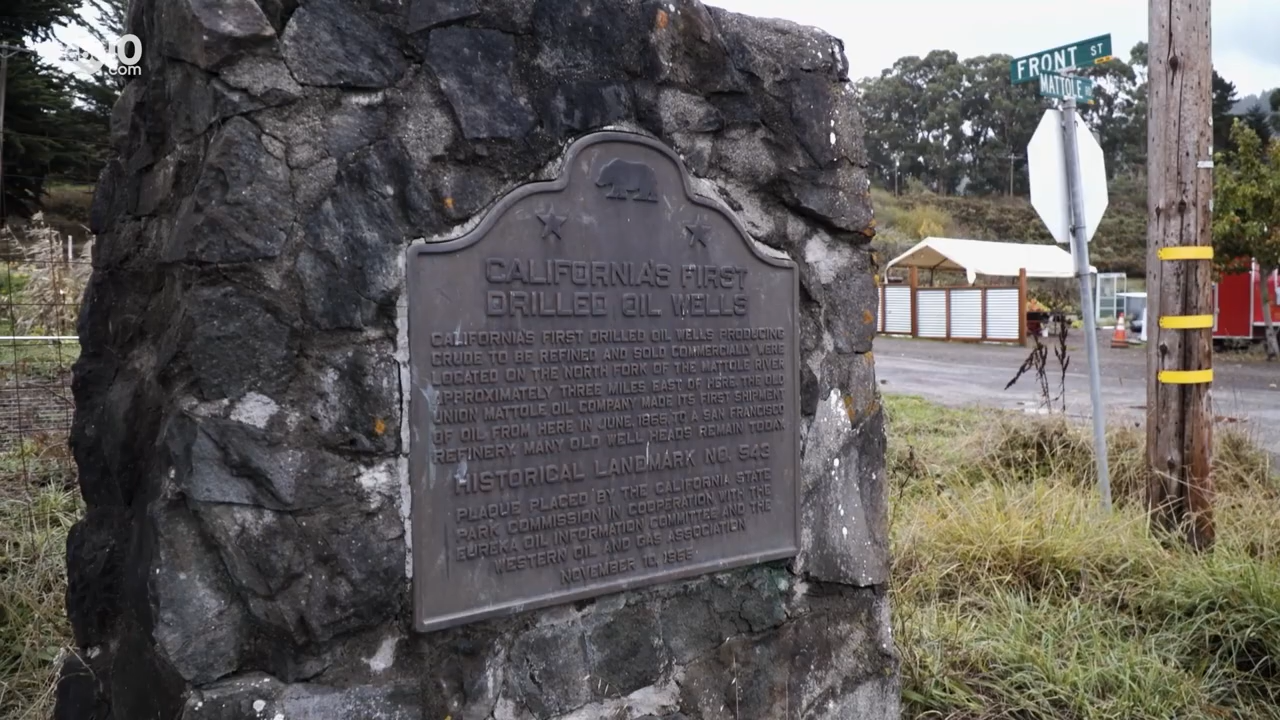 10
.com
FRONT ST
MATTOLE
CALIFORNIA'S FIRST
DRILLED OIL WELLS
CALIFORNIA'S FIRST DRILLED OIL WELLS PRODUCING
CRUDE TO BE REFINED AND SOLD COMMERCIALLY WERE
LOCATED ON THE NORTH FORK OF THE MATTOLE RIVER
APPROXIMATELY THREE MILES EAST OF HERE. THE OLD
UNION MATTOLE OIL COMPANY MADE ITS FIRST SHIPMENT
OF OIL FROM HERE IN JUNE, 1865, TO A SAN FRANCISCO
REFINERY. MANY OLD WELL HEADS REMAIN TODAY.
HISTORICAL LANDMARK NO. 543
PLAQUE PLACED BY THE CALIFORNIA STATE
PARK COMMISSION IN COOPERATION WITH THE
EUREKA OIL INFORMATION COMMITTEE AND THE
WESTERN OIL AND GAS ASSOCIATION
NOVEMBER 10, 1955